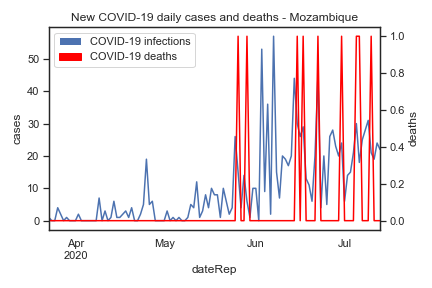 New COVID-19 daily cases and deaths - Mozambique
COVID-19 infections
COVID-19 deaths
cases
50
40
30
20
10
0
deaths
1.0
0.8
0.6
0.4
0.2
0.0
Apr
2020
May
Jun
Jul
dateRep